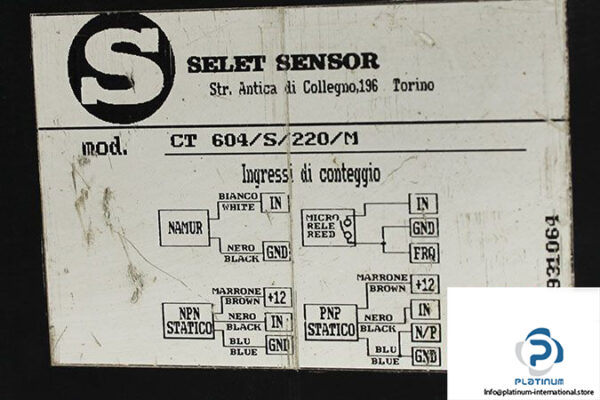 S
SELET SENSOR
Str. Antica di Collegno,196 Torino
mod. CT 604/S/220/M
Ingressi di conteggio
NAMUR
BIANCO
WHITE
IN
NERO
BLACK
GND
MICRO
RELE
REED
IN
GND
FRQ
NPN
STATICO
MARRONE
BROWN
+12
NERO
BLACK
IN
BLU
BLUE
GND
PNP
STATICO
MARRONE
BROWN
+12
NERO
BLACK
IN
N/P
BLU
BLUE
GND
931064
PLATINUM
Info@platinum-international.store